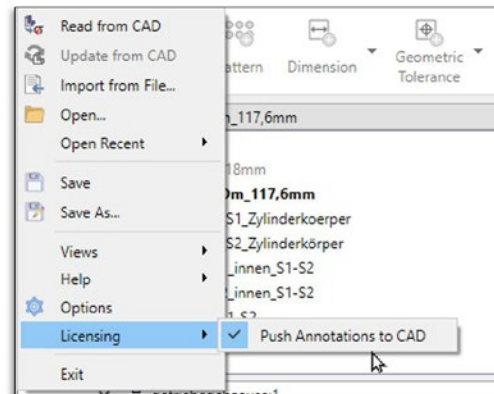 Read from CAD
Update from CAD
Import from File...
Open...
Open Recent
Save
Save As...
Views
Help
Options
Licensing
Push Annotations to CAD
Exit
attern
Dimension
Geometric
Tolerance
_117,6mm
18mm
m_117,6mm
S1_Zylinderkoerper
S2_Zylinderkörper
_innen_S1-S2
_innen_S1-S2